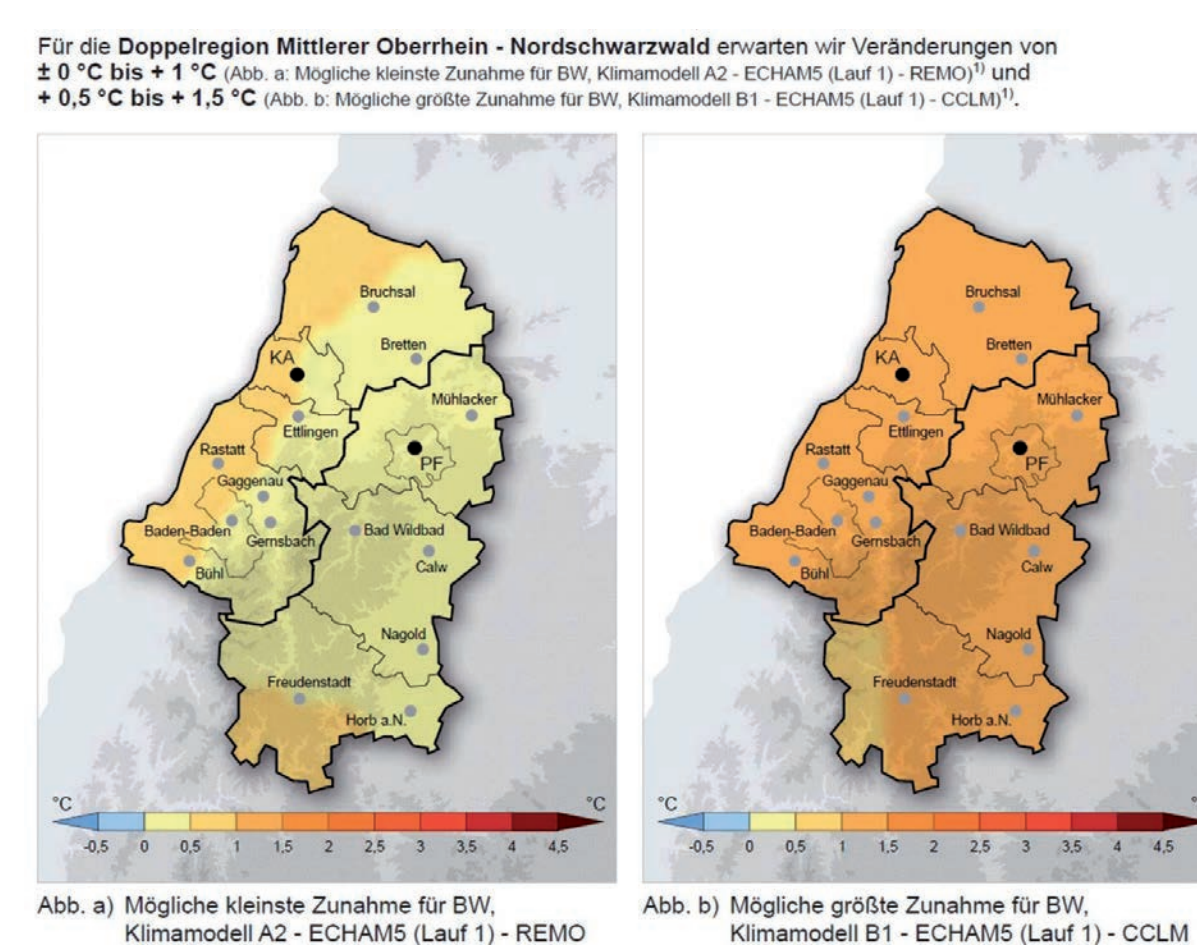 Für die Doppelregion Mittlerer Oberrhein - Nordschwarzwald erwarten wir Veränderungen von
± 0 °C bis + 1 °C (Abb. a: Mögliche kleinste Zunahme für BW, Klimamodell A2 - ECHAM5 (Lauf 1) - REMO)¹⁾ und
+ 0,5 °C bis + 1,5 °C (Abb. b: Mögliche größte Zunahme für BW, Klimamodell B1 - ECHAM5 (Lauf 1) - CCLM)¹⁾.
Bruchsal
Bretten
KA
Mühlacker
Ettlingen
Rastatt
PF
Gaggenau
Baden-Baden
Gernsbach
Bad Wildbad
Bühl
Calw
Nagold
Freudenstadt
Horb a.N.
°C °C
-0,5 0 0,5 1 1,5 2 2,5 3 3,5 4 4,5
Abb. a) Mögliche kleinste Zunahme für BW,
Klimamodell A2 - ECHAM5 (Lauf 1) - REMO
Bruchsal
Bretten
KA
Mühlacker
Ettlingen
Rastatt
PF
Gaggenau
Baden-Baden
Gernsbach
Bad Wildbad
Bühl
Calw
Nagold
Freudenstadt
Horb a.N.
°C
-0,5 0 0,5 1 1,5 2 2,5 3 3,5 4 4,5
Abb. b) Mögliche größte Zunahme für BW,
Klimamodell B1 - ECHAM5 (Lauf 1) - CCLM